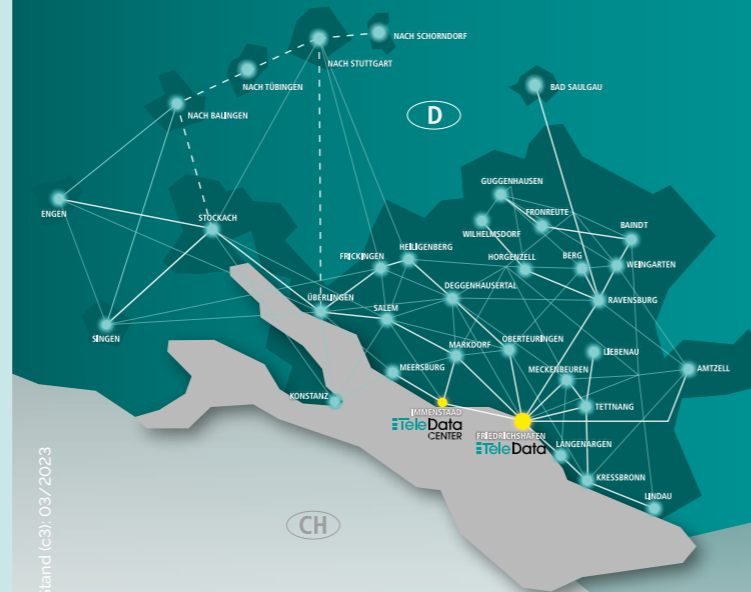 NACH SCHORNDORF
NACH STUTTGART
NACH TÜBINGEN
BAD SAULGAU
NACH BALINGEN
D
GUGGENHAUSEN
ENGEN
FRONREUTE
STOCKACH
BAINDT
WILHELMSDORF
HEILIGENBERG
FRICKINGEN
HORGENZELL
BERG
WEINGARTEN
DEGGENHAUSERTAL
ÜBERLINGEN
RAVENSBURG
SALEM
SINGEN
OBERTEURINGEN
LIEBENAU
MARKDORF
MEERSBURG
MECKENBEUREN
AMTZELL
KONSTANZ
TETTNANG
IMMENSTAAD
TeleData
CENTER
FRIEDRICHSHAFEN
TeleData
LANGENARGEN
KRESSBRONN
LINDAU
CH
Stand (c3): 03/2023